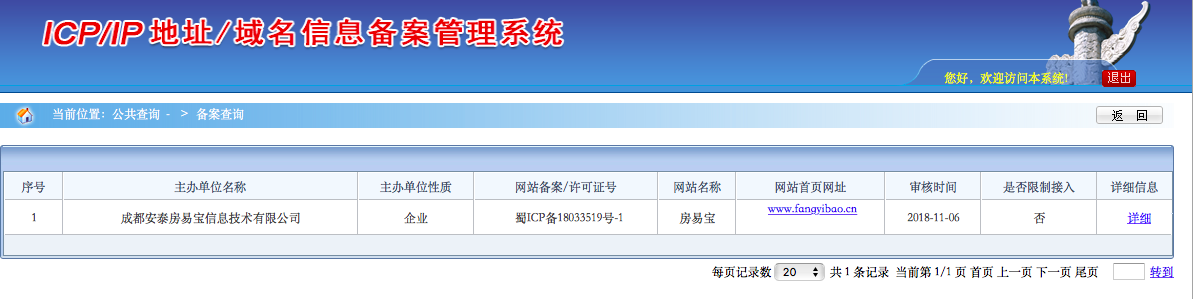 ICP/IP 地址/域名信息备案管理系统
您好，欢迎访问本系统! 退出
当前位置：公共查询 - > 备案查询 返 回
序号 主办单位名称 主办单位性质 网站备案/许可证号 网站名称 网站首页网址 审核时间 是否限制接入 详细信息
1 成都安泰房易宝信息技术有限公司 企业 蜀ICP备18033519号-1 房易宝 www.fangyibao.cn 2018-11-06 否 详细
每页记录数 20 共 1 条记录 当前第 1/1 页 首页 上一页 下一页 尾页 转到